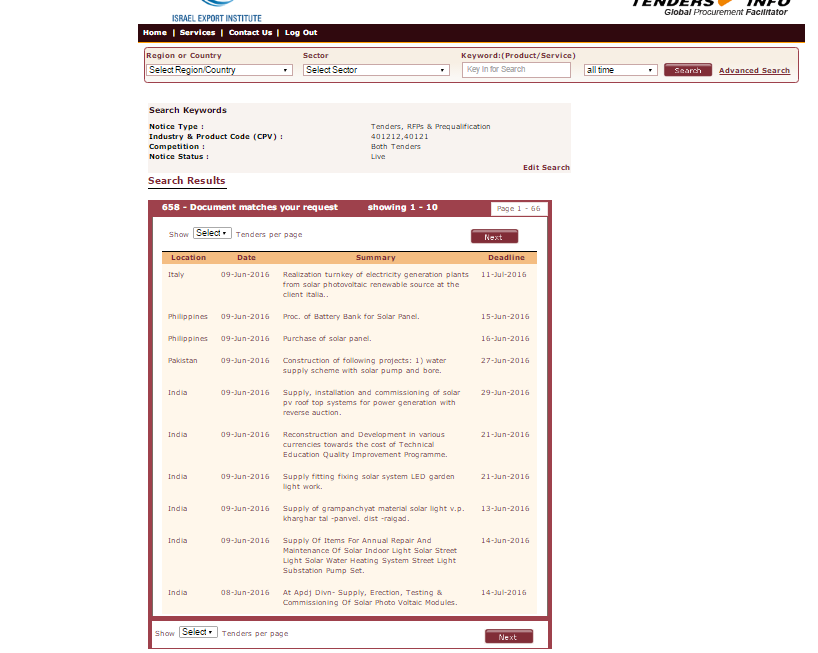 ISRAEL EXPORT INSTITUTE
TENDERS INFO
Global Procurement Facilitator
Home | Services | Contact Us | Log Out
Region or Country Sector Keyword:(Product/Service)
Select Region/Country Select Sector Key in for Search all time Search Advanced Search
Search Keywords
Notice Type : Tenders, RFPs & Prequalification
Industry & Product Code (CPV) : 401212,40121
Competition : Both Tenders
Notice Status : Live
Edit Search
Search Results
658 - Document matches your request showing 1 - 10 Page 1 - 66
Show Select Tenders per page Next
Location Date Summary Deadline
Italy 09-Jun-2016 Realization turnkey of electricity generation plants 11-Jul-2016
from solar photovoltaic renewable source at the
client italia..
Philippines 09-Jun-2016 Proc. of Battery Bank for Solar Panel. 15-Jun-2016
Philippines 09-Jun-2016 Purchase of solar panel. 16-Jun-2016
Pakistan 09-Jun-2016 Construction of following projects: 1) water 27-Jun-2016
supply scheme with solar pump and bore.
India 09-Jun-2016 Supply, installation and commissioning of solar 29-Jun-2016
pv roof top systems for power generation with
reverse auction.
India 09-Jun-2016 Reconstruction and Development in various 21-Jun-2016
currencies towards the cost of Technical
Education Quality Improvement Programme.
India 09-Jun-2016 Supply fitting fixing solar system LED garden 21-Jun-2016
light work.
India 09-Jun-2016 Supply of grampanchyat material solar light v.p. 13-Jun-2016
kharghar tal -panvel. dist -raigad.
India 09-Jun-2016 Supply Of Items For Annual Repair And 14-Jun-2016
Maintenance Of Solar Indoor Light Solar Street
Light Solar Water Heating System Street Light
Substation Pump Set.
India 08-Jun-2016 At Apdj Divn- Supply, Erection, Testing & 14-Jul-2016
Commissioning Of Solar Photo Voltaic Modules.
Show Select Tenders per page Next